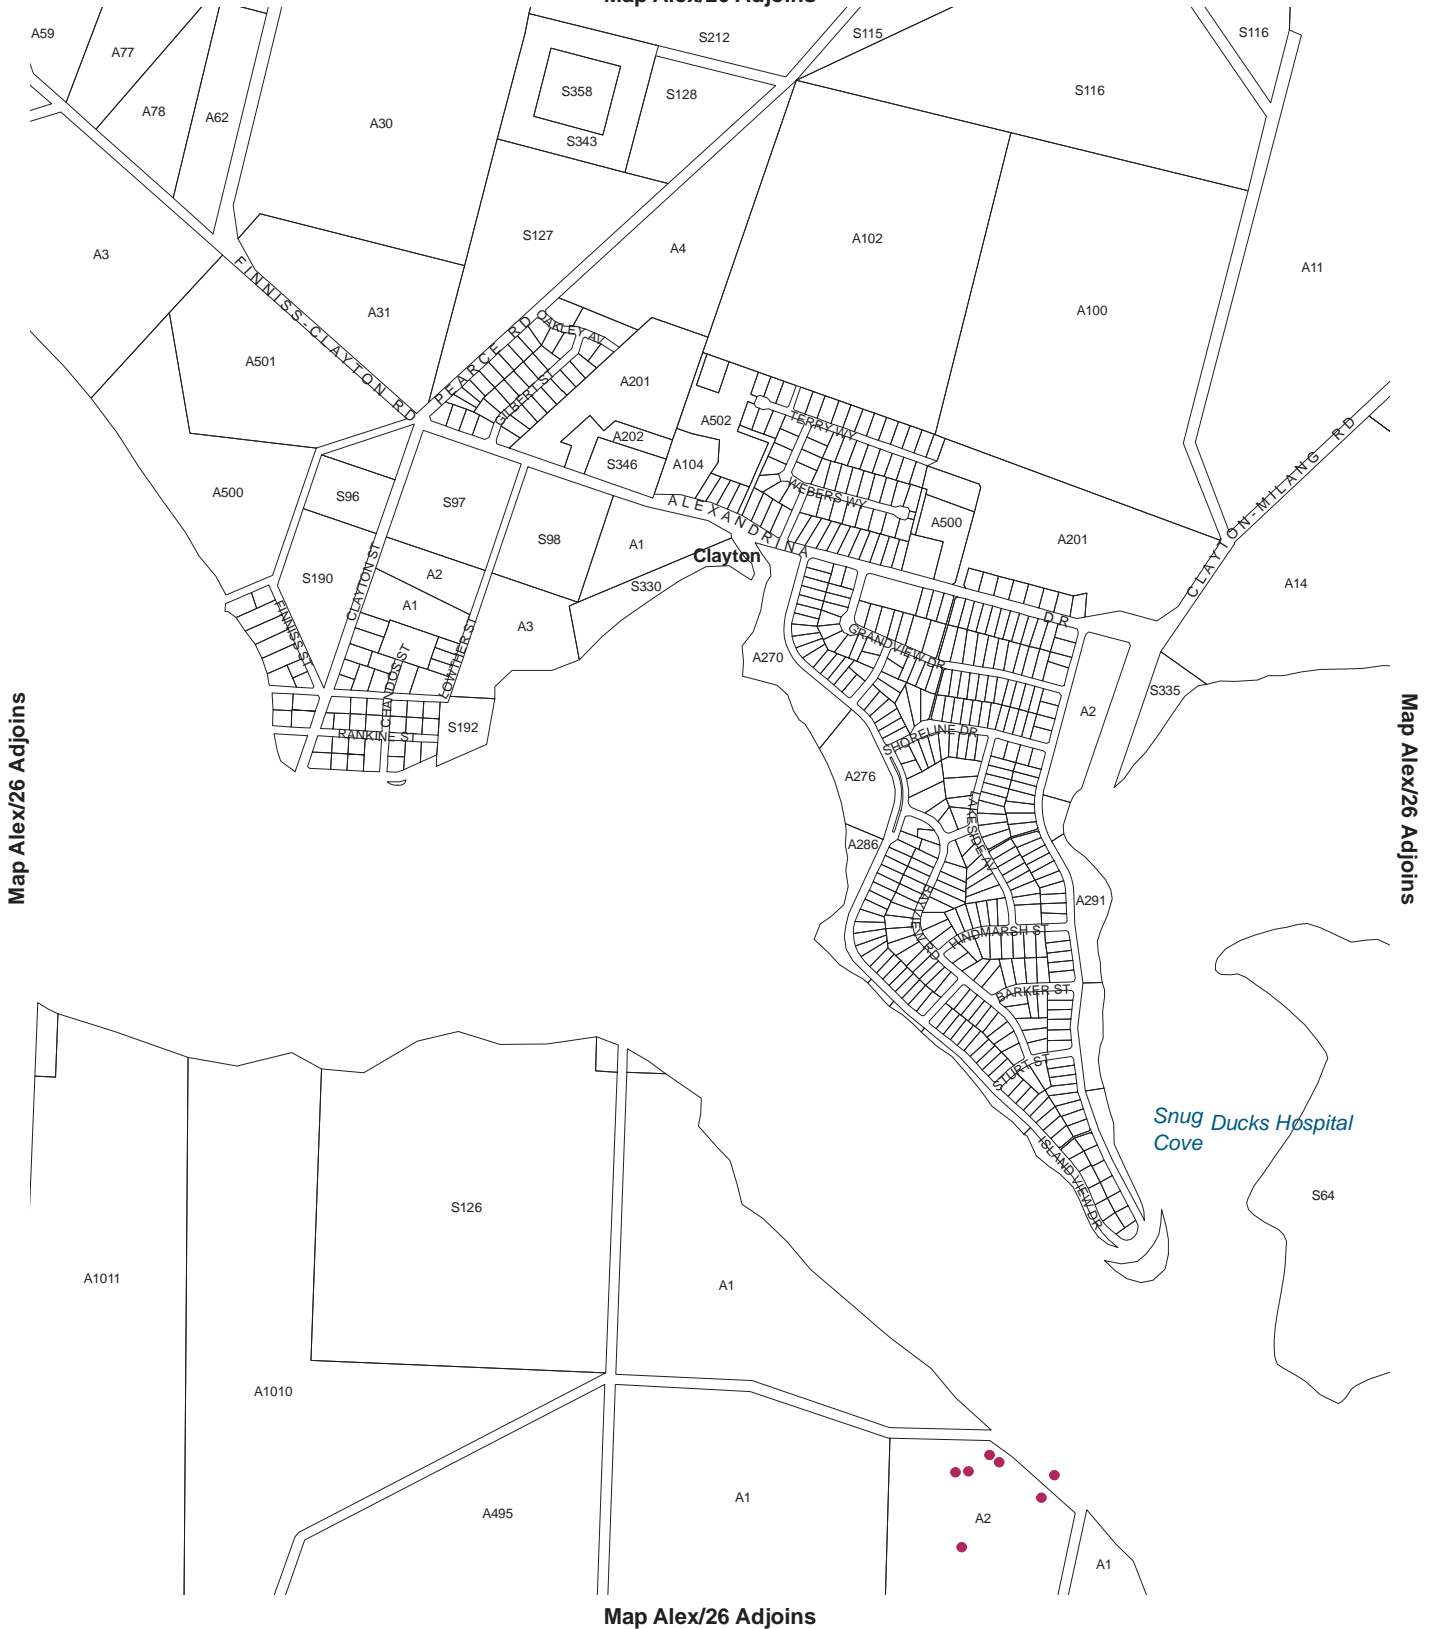 Map Alex/26 Adjoins
A59
A77
A78
A62
A30
S212
S115
S116
S358
S128
S343
S116
A3
S127
A4
A102
A11
FINNISS-CLAYTON RD
A31
A100
A501
PEARCE RD
OAKLEY AV
GILBERT ST
A201
A202
S346
A502
A104
TERRY WY
WEBERS WY
CLAYTON-MILANG RD
A500
S96
S97
S98
A1
ALEXANDRINA DR
Clayton
A500
A201
S190
CLAYTON ST
A2
A1
S330
A14
FINNISS ST
CHANDOS ST
LOWTHER ST
A3
A270
GRANDVIEW DR
S335
RANKINE ST
S192
SHORELINE DR
A2
A276
LAKESIDE AV
A286
A291
BAYVIEW RD
HINDMARSH ST
BARKER ST
STURT ST
Map Alex/26 Adjoins
Map Alex/26 Adjoins
Snug
Cove
Ducks Hospital
ISLAND VIEW DR
S64
S126
A1011
A1
A1010
A495
A1
A2
A1
Map Alex/26 Adjoins